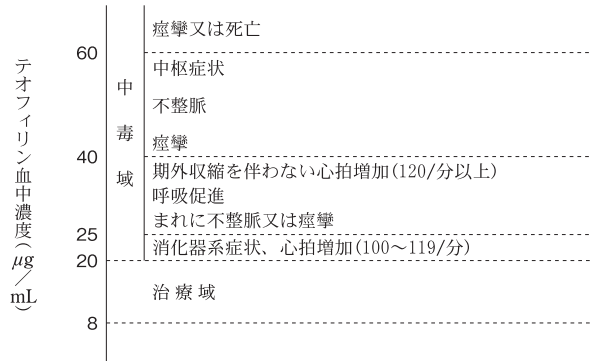 テオフィリン血中濃度(μg/mL)
中毒域
痙攣又は死亡
60
中枢症状
不整脈
痙攣
40
期外収縮を伴わない心拍増加(120/分以上)
呼吸促進
まれに不整脈又は痙攣
25
消化器系症状、心拍増加(100〜119/分)
20
治療域
8